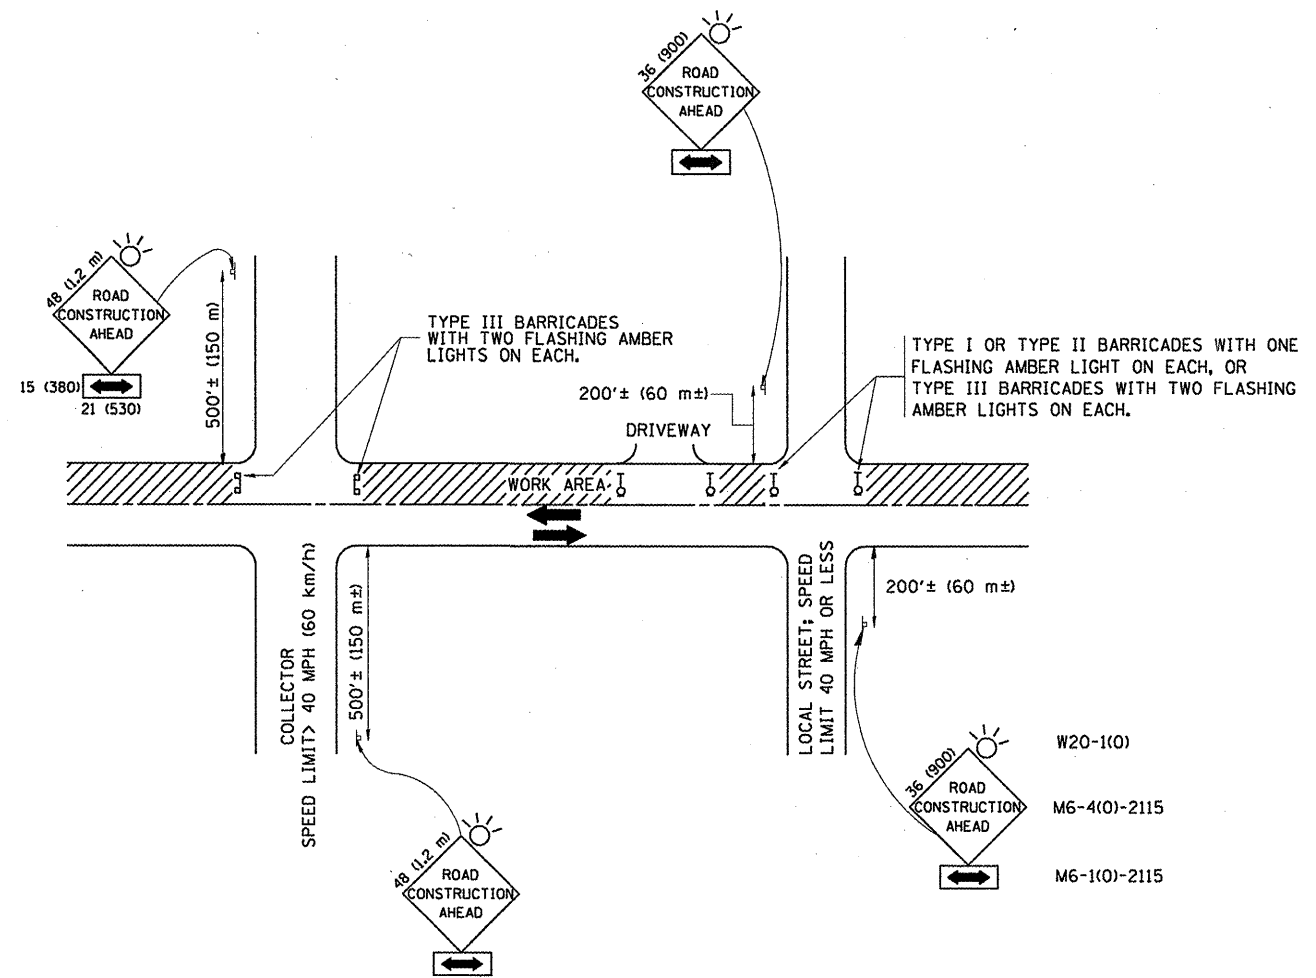 36 (900)
ROAD
CONSTRUCTION
AHEAD
48 (1.2 m)
ROAD
CONSTRUCTION
AHEAD
15 (380)
21 (530)
500'± (150 m)
TYPE III BARRICADES
WITH TWO FLASHING AMBER
LIGHTS ON EACH.
TYPE I OR TYPE II BARRICADES WITH ONE
FLASHING AMBER LIGHT ON EACH, OR
TYPE III BARRICADES WITH TWO FLASHING
AMBER LIGHTS ON EACH.
200'± (60 m±)
DRIVEWAY
WORK AREA
COLLECTOR
SPEED LIMIT> 40 MPH (60 km/h)
500'± (150 m±)
LOCAL STREET; SPEED
LIMIT 40 MPH OR LESS
200'± (60 m±)
48 (1.2 m)
ROAD
CONSTRUCTION
AHEAD
36 (900)
ROAD
CONSTRUCTION
AHEAD
W20-1(O)
M6-4(O)-2115
M6-1(O)-2115